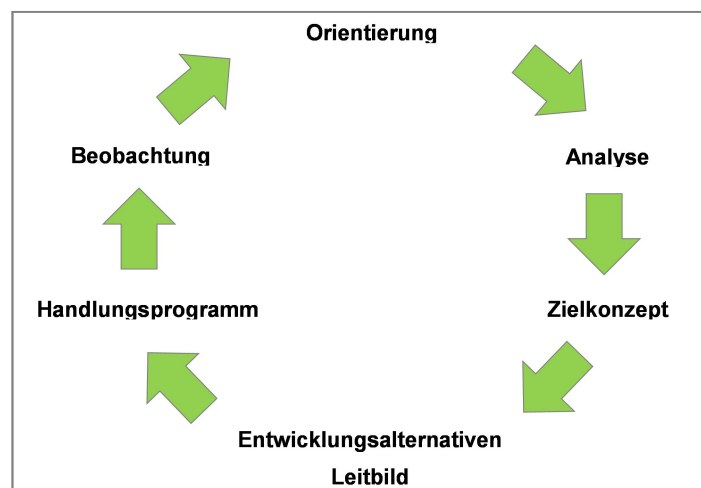 Orientierung
Beobachtung
Analyse
Handlungsprogramm
Zielkonzept
Entwicklungsalternativen
Leitbild